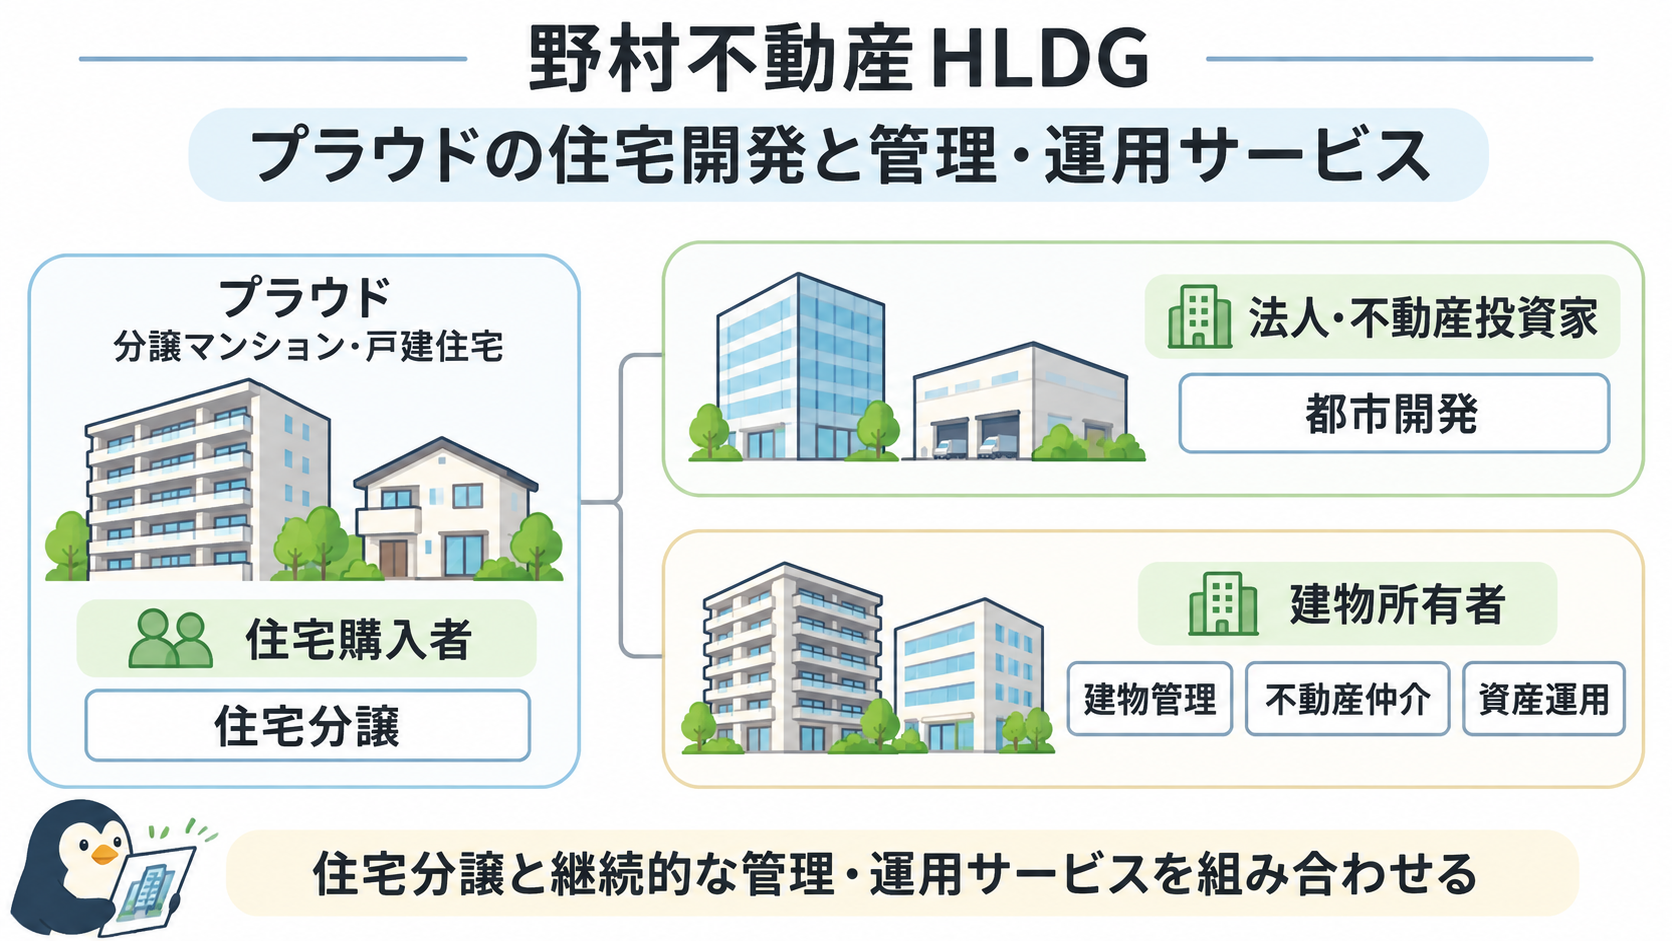 野村不動産HLDG
プラウドの住宅開発と管理・運用サービス
プラウド
分譲マンション・戸建住宅
住宅購入者
住宅分譲
法人・不動産投資家
都市開発
建物所有者
建物管理
不動産仲介
資産運用
住宅分譲と継続的な管理・運用サービスを組み合わせる